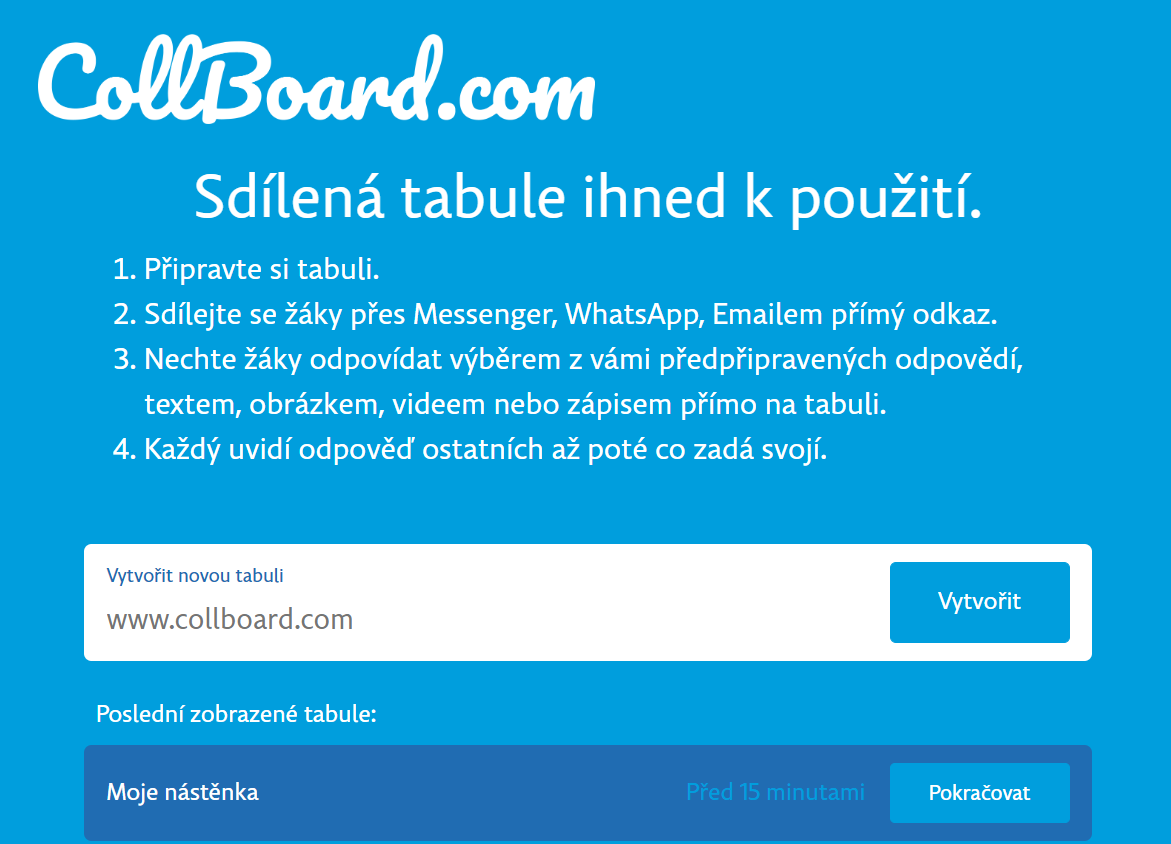 CollBoard.com
Sdílená tabule ihned k použití.
1. Připravte si tabuli.
2. Sdílejte se žáky přes Messenger, WhatsApp, Emailem přímý odkaz.
3. Nechte žáky odpovídat výběrem z vámi předpřipravených odpovědí,
textem, obrázkem, videem nebo zápisem přímo na tabuli.
4. Každý uvidí odpověď ostatních až poté co zadá svojí.
Vytvořit novou tabuli
www.collboard.com
Vytvořit
Poslední zobrazené tabule:
Moje nástěnka
Před 15 minutami
Pokračovat